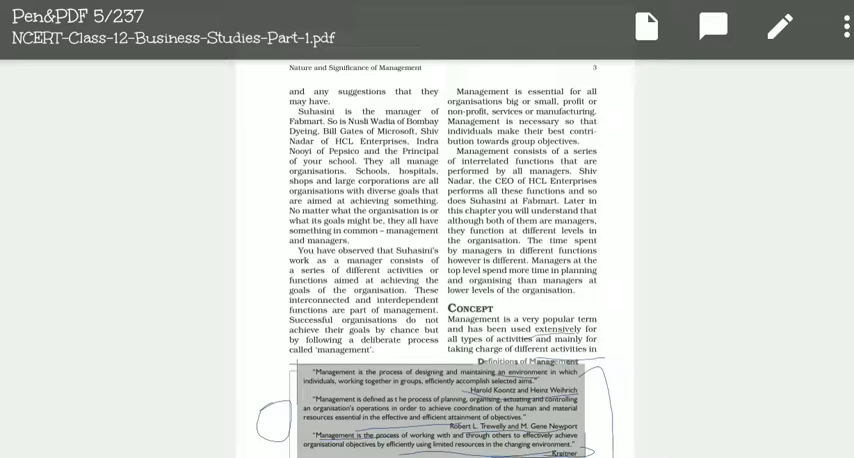 Pen&PDF 5/237
NCERT-Class-12-Business-Studies-Part-1.pdf
Nature and Significance of Management 3
and any suggestions that they
may have.
Suhasini is the manager of
Fabmart. So is Nusli Wadia of Bombay
Dyeing, Bill Gates of Microsoft, Shiv
Nadar of HCL Enterprises, Indra
Nooyi of Pepsico and the Principal
of your school. They all manage
organisations. Schools, hospitals,
shops and large corporations are all
organisations with diverse goals that
are aimed at achieving something.
No matter what the organisation is or
what its goals might be, they all have
something in common – management
and managers.
You have observed that Suhasini's
work as a manager consists of
a series of different activities or
functions aimed at achieving the
goals of the organisation. These
interconnected and interdependent
functions are part of management.
Successful organisations do not
achieve their goals by chance but
by following a deliberate process
called 'management'.
Management is essential for all
organisations big or small, profit or
non-profit, services or manufacturing.
Management is necessary so that
individuals make their best contri-
bution towards group objectives.
Management consists of a series
of interrelated functions that are
performed by all managers. Shiv
Nadar, the CEO of HCL Enterprises
performs all these functions and so
does Suhasini at Fabmart. Later in
this chapter you will understand that
although both of them are managers,
they function at different levels in
the organisation. The time spent
by managers in different functions
however is different. Managers at the
top level spend more time in planning
and organising than managers at
lower levels of the organisation.
CONCEPT
Management is a very popular term
and has been used extensively for
all types of activities and mainly for
taking charge of different activities in
Definitions of Management
"Management is the process of designing and maintaining an environment in which
individuals, working together in groups, efficiently accomplish selected aims."
Harold Koontz and Heinz Weihrich
"Management is defined as t he process of planning, organising, actuating and controlling
an organisation's operations in order to achieve coordination of the human and material
resources essential in the effective and efficient attainment of objectives."
Robert L. Trewelly and M. Gene Newport
"Management is the process of working with and through others to effectively achieve
organisational objectives by efficiently using limited resources in the changing environment."
Kreitner